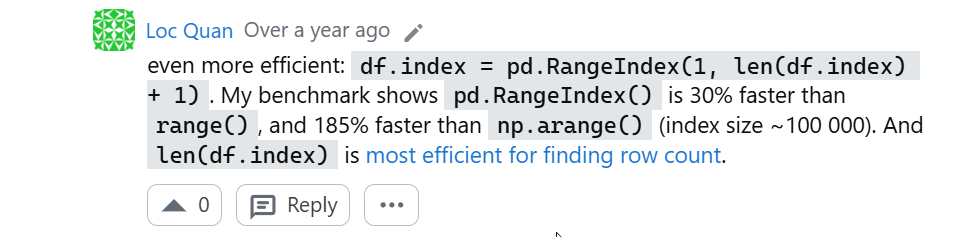 Loc Quan Over a year ago
even more efficient: df.index = pd.RangeIndex(1, len(df.index)
+ 1) . My benchmark shows pd.RangeIndex() is 30% faster than
range() , and 185% faster than np.arange() (index size ~100 000). And
len(df.index) is most efficient for finding row count.
0 Reply